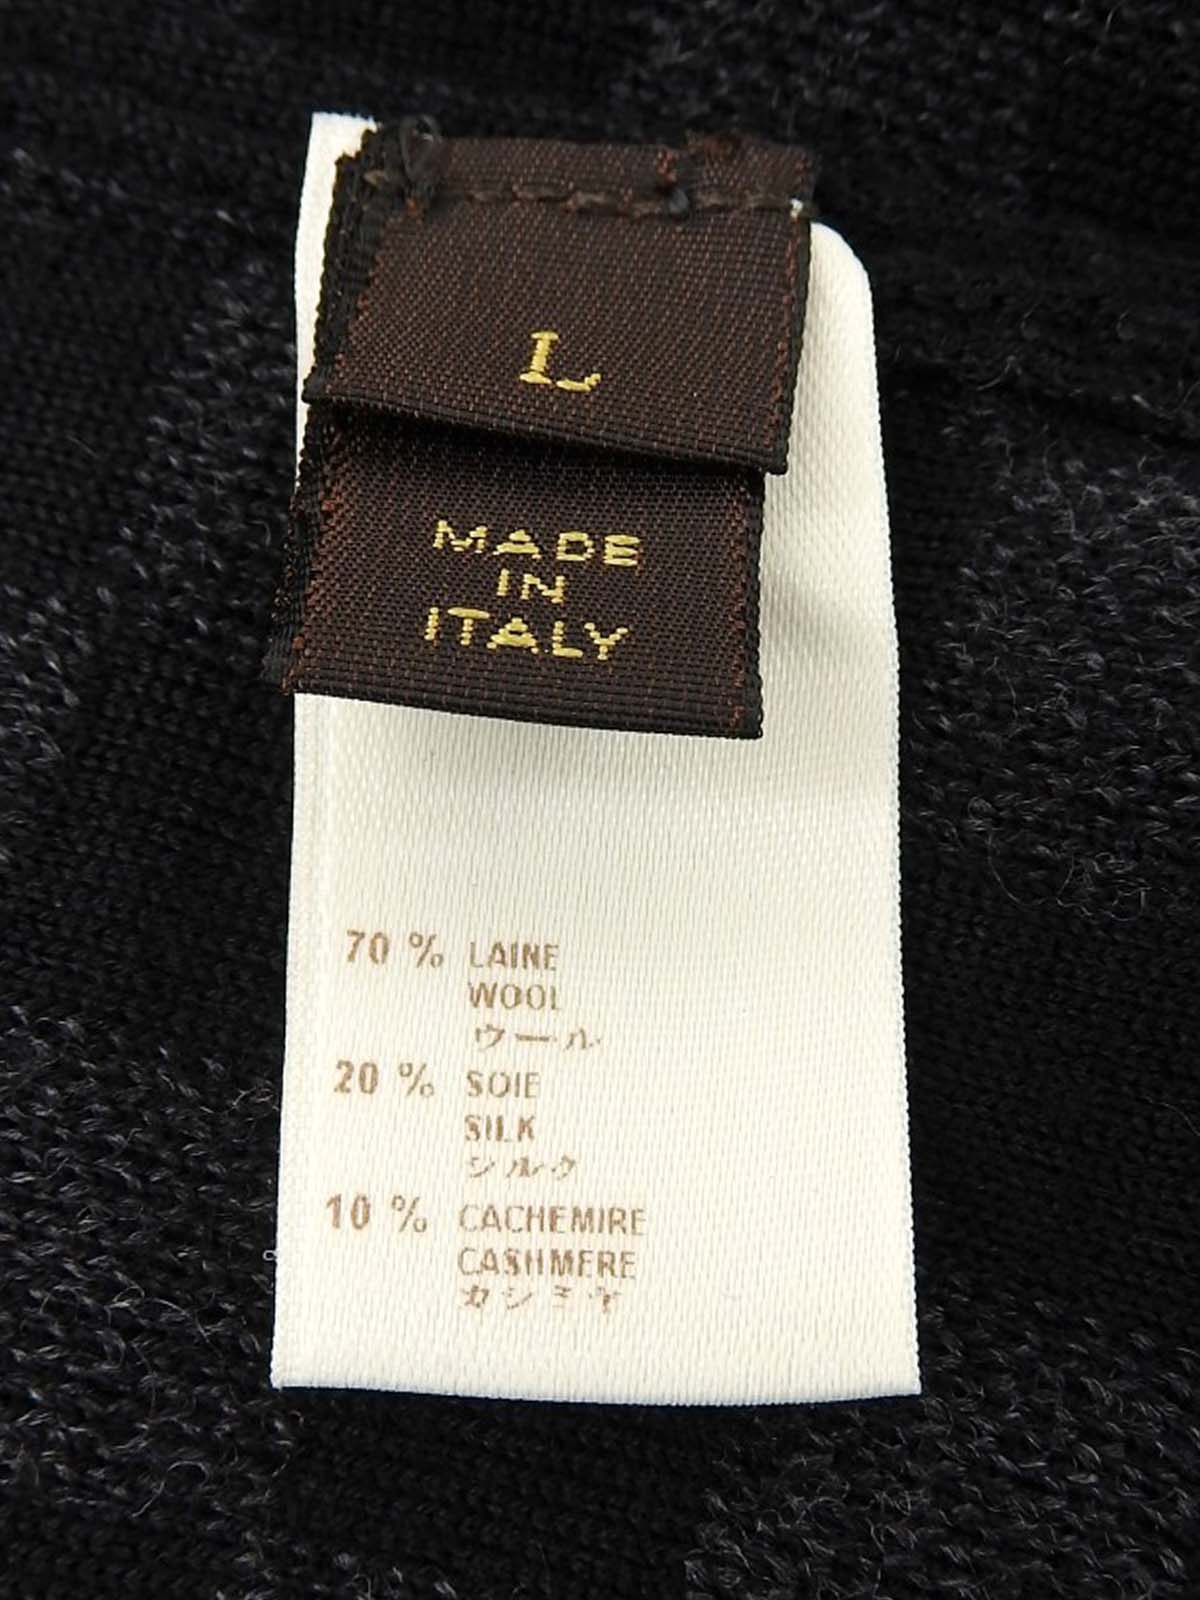 L
MADE
IN
ITALY
70 % LAINE
WOOL
ウール
20 % SOIE
SILK
シルク
10 % CACHEMIRE
CASHMERE
カシミヤ